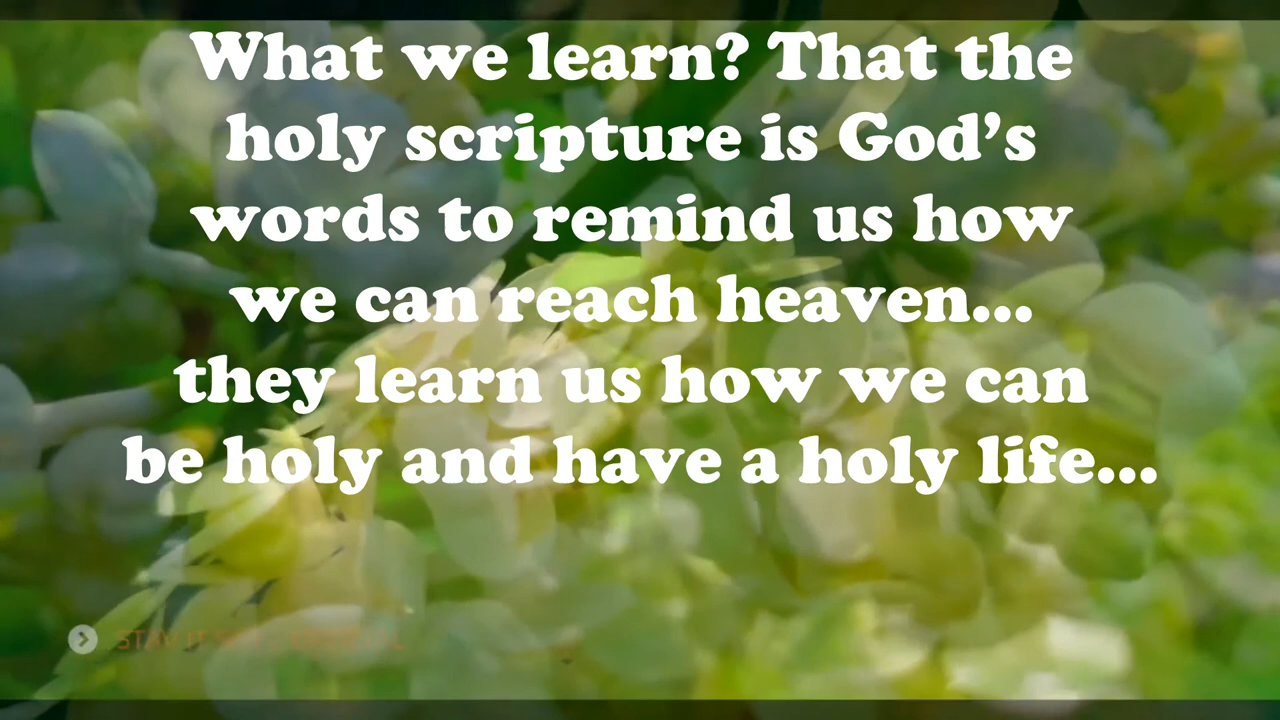 What we learn? That the
holy scripture is God’s
words to remind us how
we can reach heaven...
they learn us how we can
be holy and have a holy life...